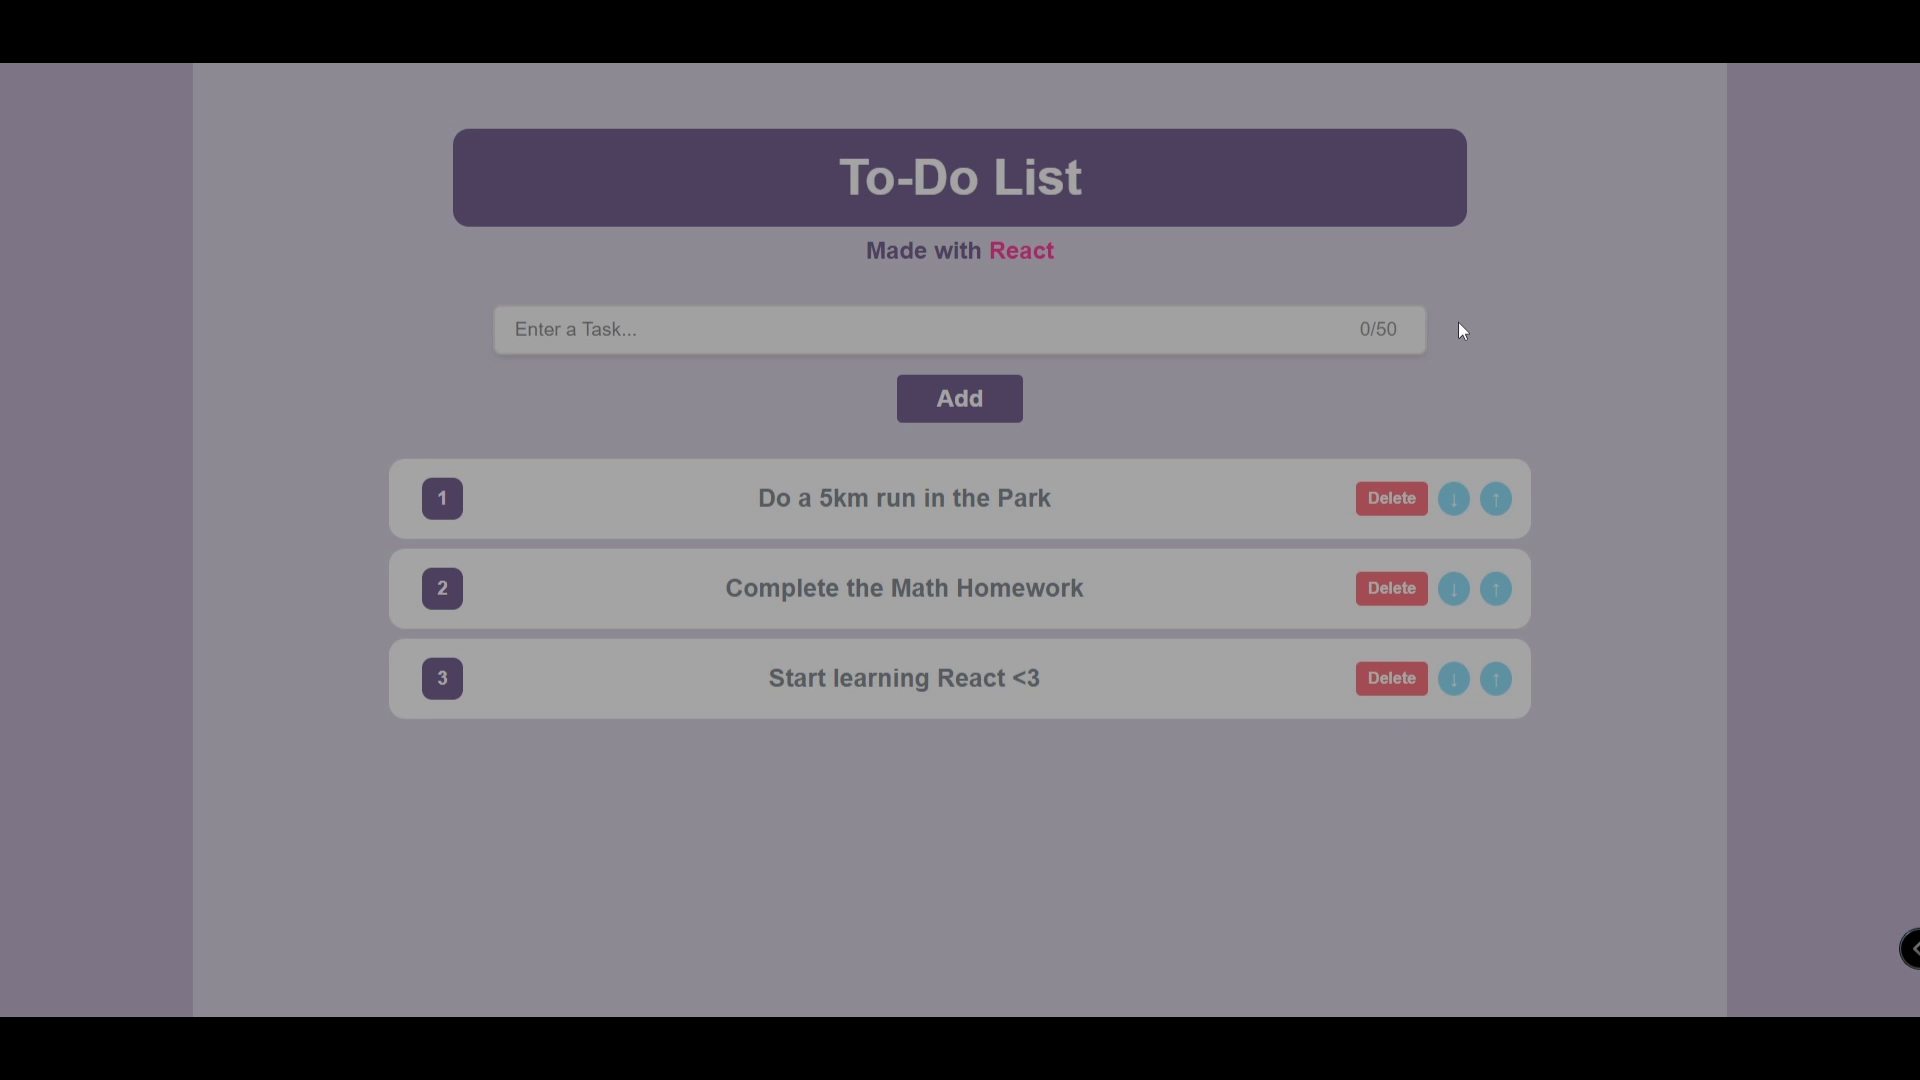 To-Do List
Made with React
Enter a Task... 0/50
Add
1 Do a 5km run in the Park Delete ↓ ↑
2 Complete the Math Homework Delete ↓ ↑
3 Start learning React <3 Delete ↓ ↑